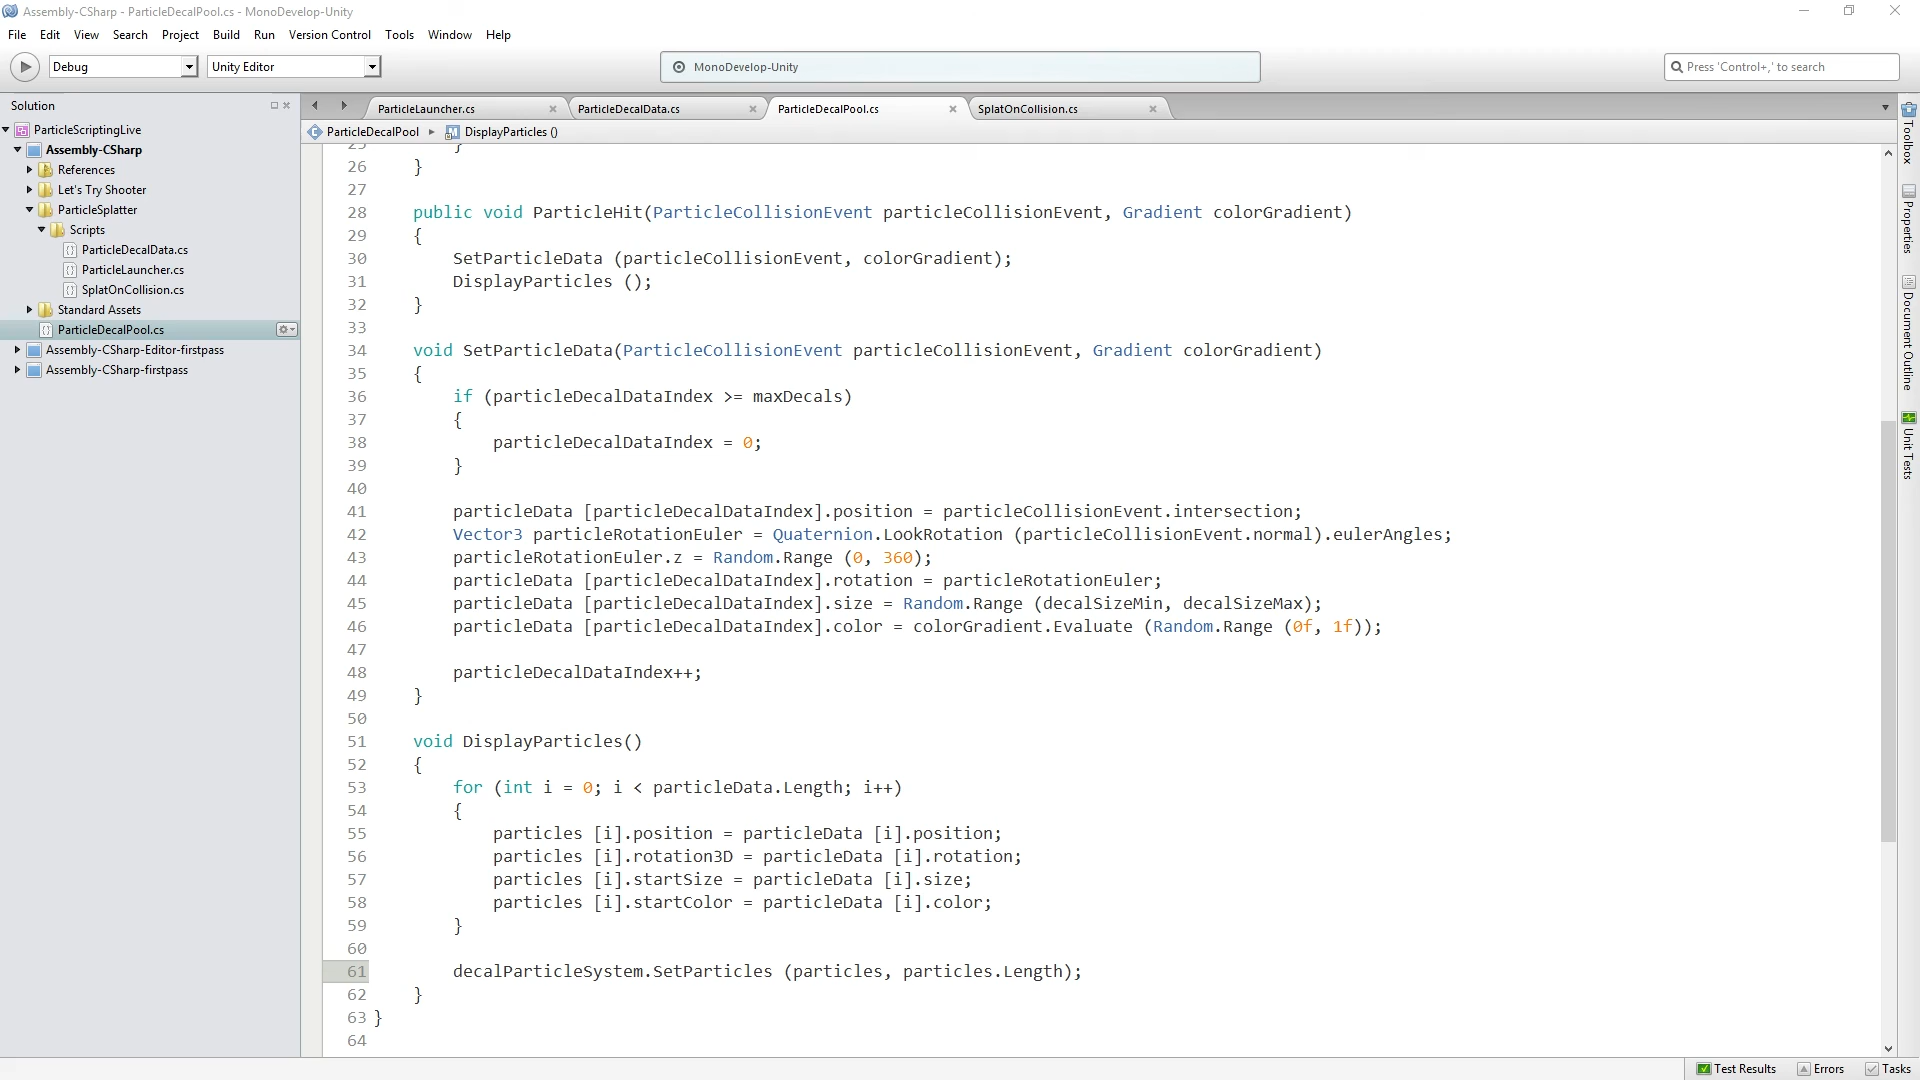 Assembly-CSharp - ParticleDecalPool.cs - MonoDevelop-Unity
File Edit View Search Project Build Run Version Control Tools Window Help
Debug Unity Editor MonoDevelop-Unity Press 'Control+,' to search
Solution
ParticleScriptingLive
Assembly-CSharp
References
Let's Try Shooter
ParticleSplatter
Scripts
ParticleDecalData.cs
ParticleLauncher.cs
SplatOnCollision.cs
Standard Assets
ParticleDecalPool.cs
Assembly-CSharp-Editor-firstpass
Assembly-CSharp-firstpass
ParticleLauncher.cs ParticleDecalData.cs ParticleDecalPool.cs SplatOnCollision.cs
ParticleDecalPool DisplayParticles ()
25 }
26 }
27
28 public void ParticleHit(ParticleCollisionEvent particleCollisionEvent, Gradient colorGradient)
29 {
30 SetParticleData (particleCollisionEvent, colorGradient);
31 DisplayParticles ();
32 }
33
34 void SetParticleData(ParticleCollisionEvent particleCollisionEvent, Gradient colorGradient)
35 {
36 if (particleDecalDataIndex >= maxDecals)
37 {
38 particleDecalDataIndex = 0;
39 }
40
41 particleData [particleDecalDataIndex].position = particleCollisionEvent.intersection;
42 Vector3 particleRotationEuler = Quaternion.LookRotation (particleCollisionEvent.normal).eulerAngles;
43 particleRotationEuler.z = Random.Range (0, 360);
44 particleData [particleDecalDataIndex].rotation = particleRotationEuler;
45 particleData [particleDecalDataIndex].size = Random.Range (decalSizeMin, decalSizeMax);
46 particleData [particleDecalDataIndex].color = colorGradient.Evaluate (Random.Range (0f, 1f));
47
48 particleDecalDataIndex++;
49 }
50
51 void DisplayParticles()
52 {
53 for (int i = 0; i < particleData.Length; i++)
54 {
55 particles [i].position = particleData [i].position;
56 particles [i].rotation3D = particleData [i].rotation;
57 particles [i].startSize = particleData [i].size;
58 particles [i].startColor = particleData [i].color;
59 }
60
61 decalParticleSystem.SetParticles (particles, particles.Length);
62 }
63 }
64
Toolbox
Properties
Document Outline
Unit Tests
Test Results Errors Tasks